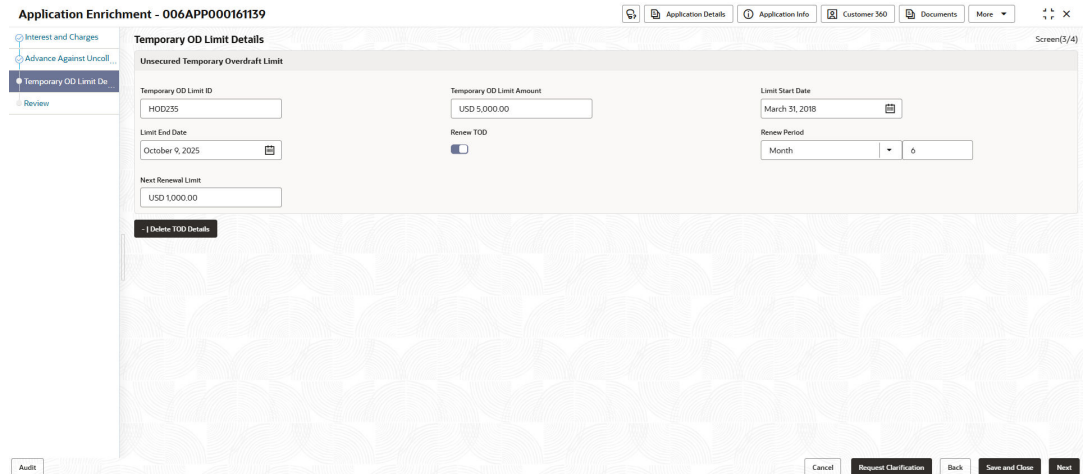 Application Enrichment - 006APP000161139
Application Details
Application Info
Customer 360
Documents
More
Interest and Charges
Advance Against Uncoll...
Temporary OD Limit De...
Review
Temporary OD Limit Details
Screen(3/4)
Unsecured Temporary Overdraft Limit
Temporary OD Limit ID
HOD235
Temporary OD Limit Amount
USD 5,000.00
Limit Start Date
March 31, 2018
Limit End Date
October 9, 2025
Renew TOD
Renew Period
Month
6
Next Renewal Limit
USD 1,000.00
- | Delete TOD Details
Audit
Cancel
Request Clarification
Back
Save and Close
Next